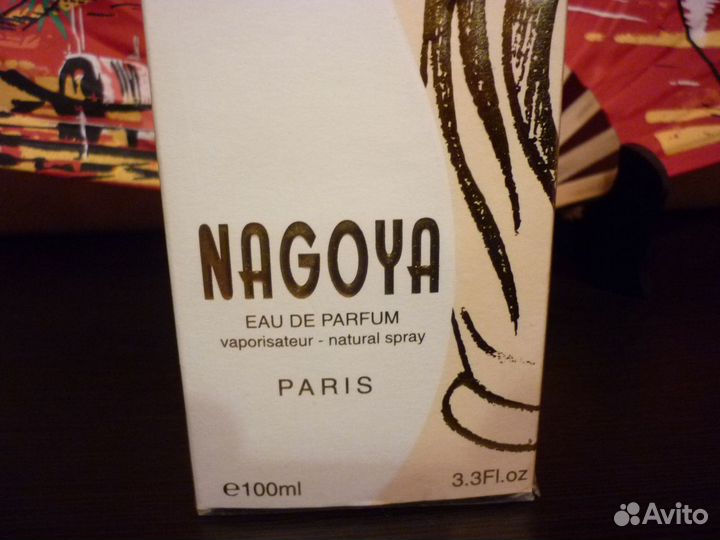 NAGOYA
EAU DE PARFUM
vaporisateur - natural spray
PARIS
℮100ml
3.3Fl.oz
Avito